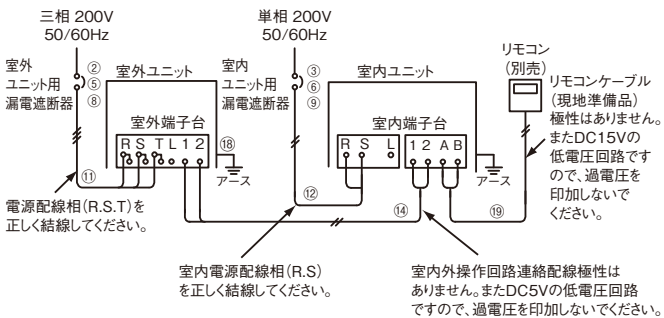 三相 200V
50/60Hz
単相 200V
50/60Hz
リモコン
(別売)
室外
ユニット用
漏電遮断器
②
⑤
⑧
室外ユニット
室外端子台
R S T L 1 2
⑱
アース
室内
ユニット用
漏電遮断器
③
⑥
⑨
室内ユニット
室内端子台
R S L
1 2 A B
アース
リモコンケーブル
(現地準備品)
極性はありません。
またDC15Vの
低電圧回路です
ので、過電圧を
印加しないで
ください。
⑪
⑫
⑭
⑲
電源配線相(R.S.T)を
正しく結線してください。
室内電源配線相(R.S)
を正しく結線してください。
室内外操作回路連絡配線極性は
ありません。またDC5Vの低電圧回路
ですので、過電圧を印加しないでください。